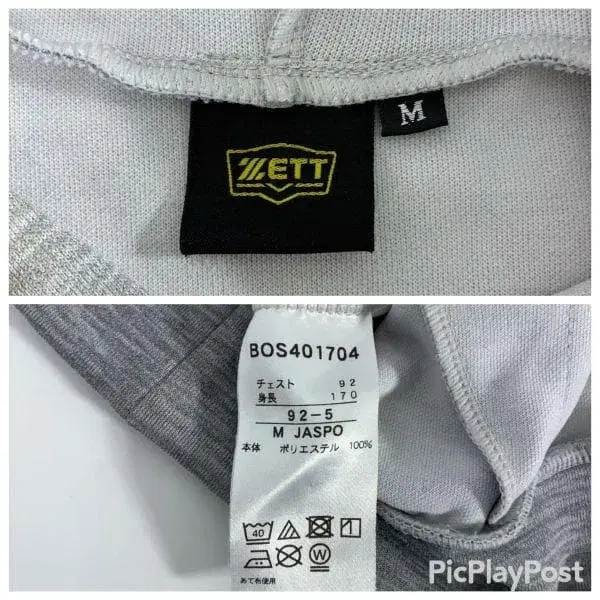 ZETT
M
BOS401704
チェスト 92
身長 170
92-5
M JASPO
本体 ポリエステル 100%
40
W
あて布使用
PicPlayPost